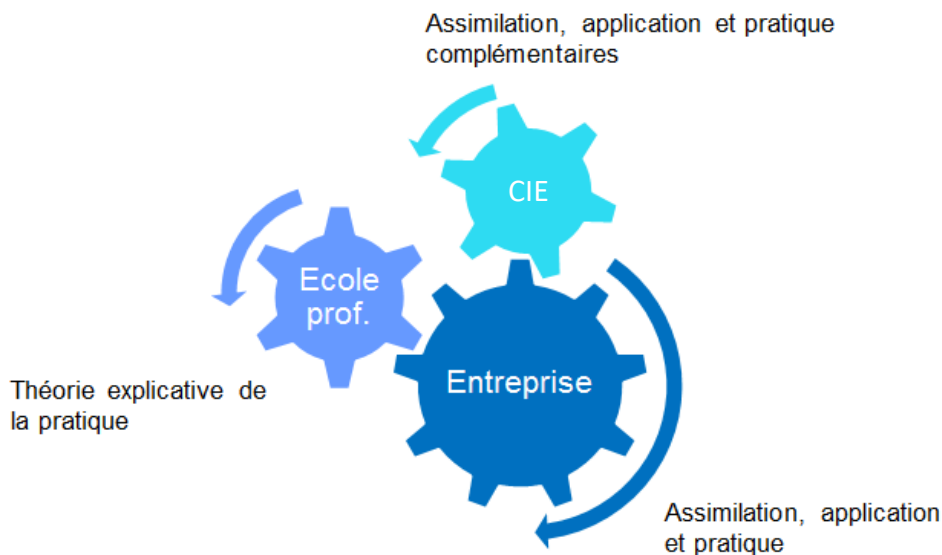 Assimilation, application et pratique
complémentaires
CIE
Ecole
prof.
Entreprise
Théorie explicative de
la pratique
Assimilation, application
et pratique